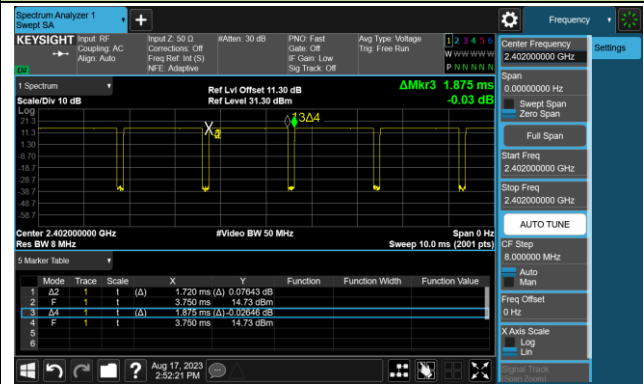 Spectrum Analyzer 1
Swept SA
Frequency
KEYSIGHT
Input: RF
Coupling: AC
Align: Auto
Input Z: 50 Ω
Corrections: Off
Freq Ref: Int (S)
NFE: Adaptive
#Atten: 30 dB
PNO: Fast
Gate: Off
IF Gain: Low
Sig Track: Off
Avg Type: Voltage
Trig: Free Run
1 2 3 4 5 6
W W W W W W
P N N N N N
1 Spectrum
Scale/Div 10 dB
Ref Lvl Offset 11.30 dB
Ref Level 31.30 dBm
ΔMkr3 1.875 ms
-0.03 dB
Log
21.3
11.3
1.30
-8.70
-18.7
-28.7
-38.7
-48.7
-58.7
X
13Δ4
Center 2.402000000 GHz
Res BW 8 MHz
#Video BW 50 MHz
Span 0 Hz
Sweep 10.0 ms (2001 pts)
5 Marker Table
Mode Trace Scale X Y Function Function Width Function Value
1 Δ2 1 t (Δ) 1.720 ms (Δ) 0.07643 dB
2 F 1 t 3.750 ms 14.73 dBm
3 Δ4 1 t (Δ) 1.875 ms (Δ) -0.02646 dB
4 F 1 t 3.750 ms 14.73 dBm
5
6
Aug 17, 2023
2:52:21 PM
Center Frequency
2.402000000 GHz
Settings
Span
0.00000000 Hz
Swept Span
Zero Span
Full Span
Start Freq
2.402000000 GHz
Stop Freq
2.402000000 GHz
AUTO TUNE
CF Step
8.000000 MHz
Auto
Man
Freq Offset
0 Hz
X Axis Scale
Log
Lin
Signal Track
(Span Zoom)